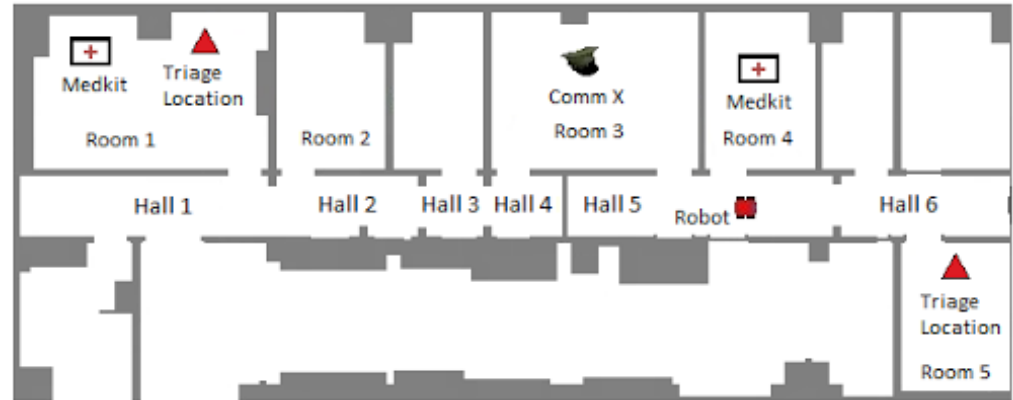 Medkit
Triage
Location
Room 1
Room 2
Comm X
Room 3
Medkit
Room 4
Hall 1
Hall 2
Hall 3
Hall 4
Hall 5
Robot
Hall 6
Triage
Location
Room 5